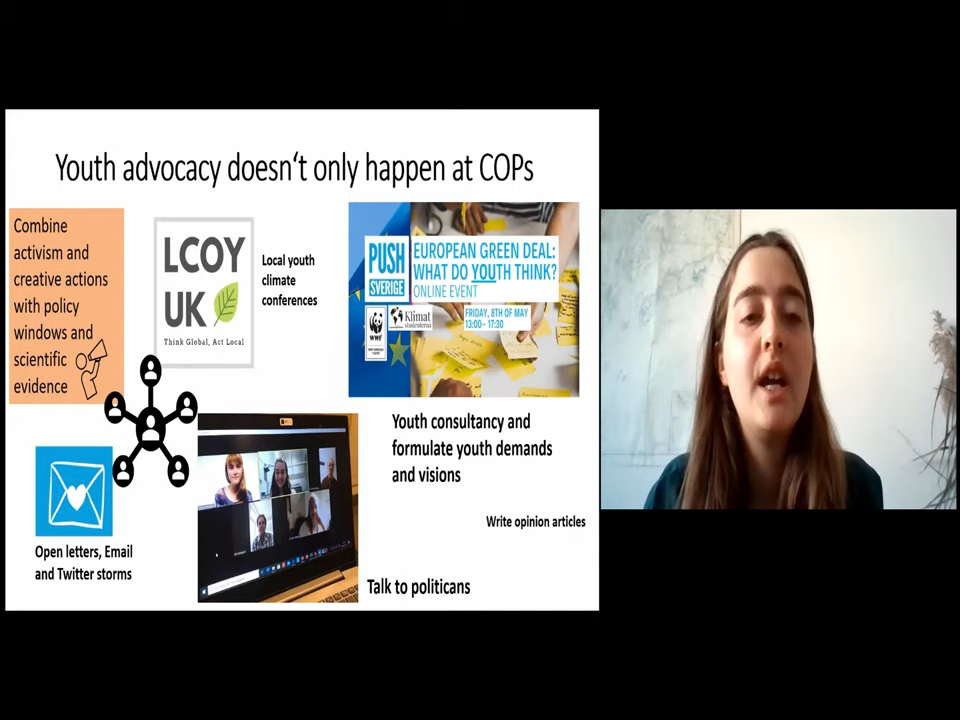 Youth advocacy doesn't only happen at COPs
Combine
activism and
creative actions
with policy
windows and
scientific
evidence
LCOY
UK
Think Global, Act Local
Local youth
climate
conferences
PUSH
SVERIGE
EUROPEAN GREEN DEAL:
WHAT DO YOUTH THINK?
ONLINE EVENT
WWF
Klimat
studenterna
FRIDAY, 8TH OF MAY
13:00- 17:30
Youth consultancy and
formulate youth demands
and visions
Write opinion articles
Open letters, Email
and Twitter storms
Talk to politicans